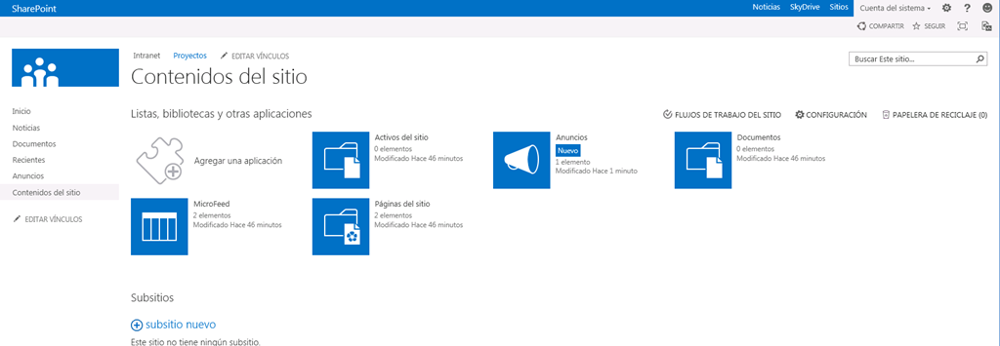 SharePoint
Noticias SkyDrive Sitios Cuenta del sistema
COMPARTIR SEGUIR
Intranet Proyectos EDITAR VÍNCULOS
Contenidos del sitio
Buscar Este sitio...
Inicio
Noticias
Documentos
Recientes
Anuncios
Contenidos del sitio
EDITAR VÍNCULOS
Listas, bibliotecas y otras aplicaciones
FLUJOS DE TRABAJO DEL SITIO CONFIGURACIÓN PAPELERA DE RECICLAJE (0)
Agregar una aplicación
Activos del sitio
0 elementos
Modificado Hace 46 minutos
Anuncios
Nuevo
1 elemento
Modificado Hace 1 minuto
Documentos
0 elementos
Modificado Hace 46 minutos
MicroFeed
2 elementos
Modificado Hace 46 minutos
Páginas del sitio
2 elementos
Modificado Hace 46 minutos
Subsitios
subsitio nuevo
Este sitio no tiene ningún subsitio.